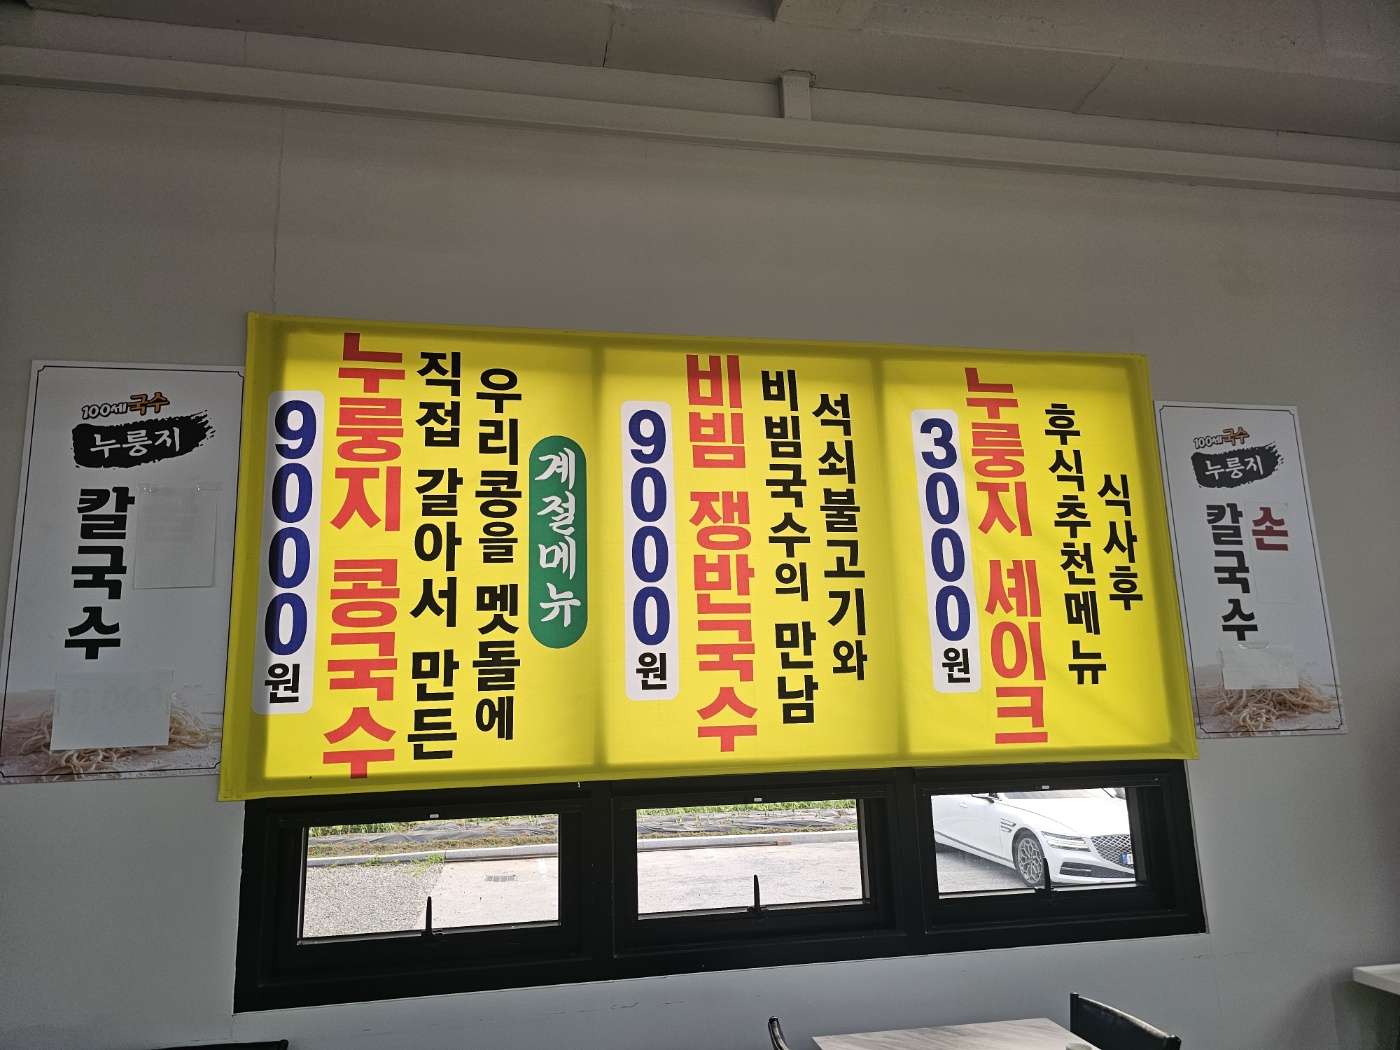 100세국수
누룽지
칼국수
계절메뉴
우리콩을 멧돌에
직접 갈아서 만든
누룽지 콩국수
9000원
석쇠불고기와
비빔국수의 만남
비빔 쟁반국수
9000원
식사후
후식추천메뉴
누룽지 셰이크
3000원
100세국수
누룽지
손
칼국수